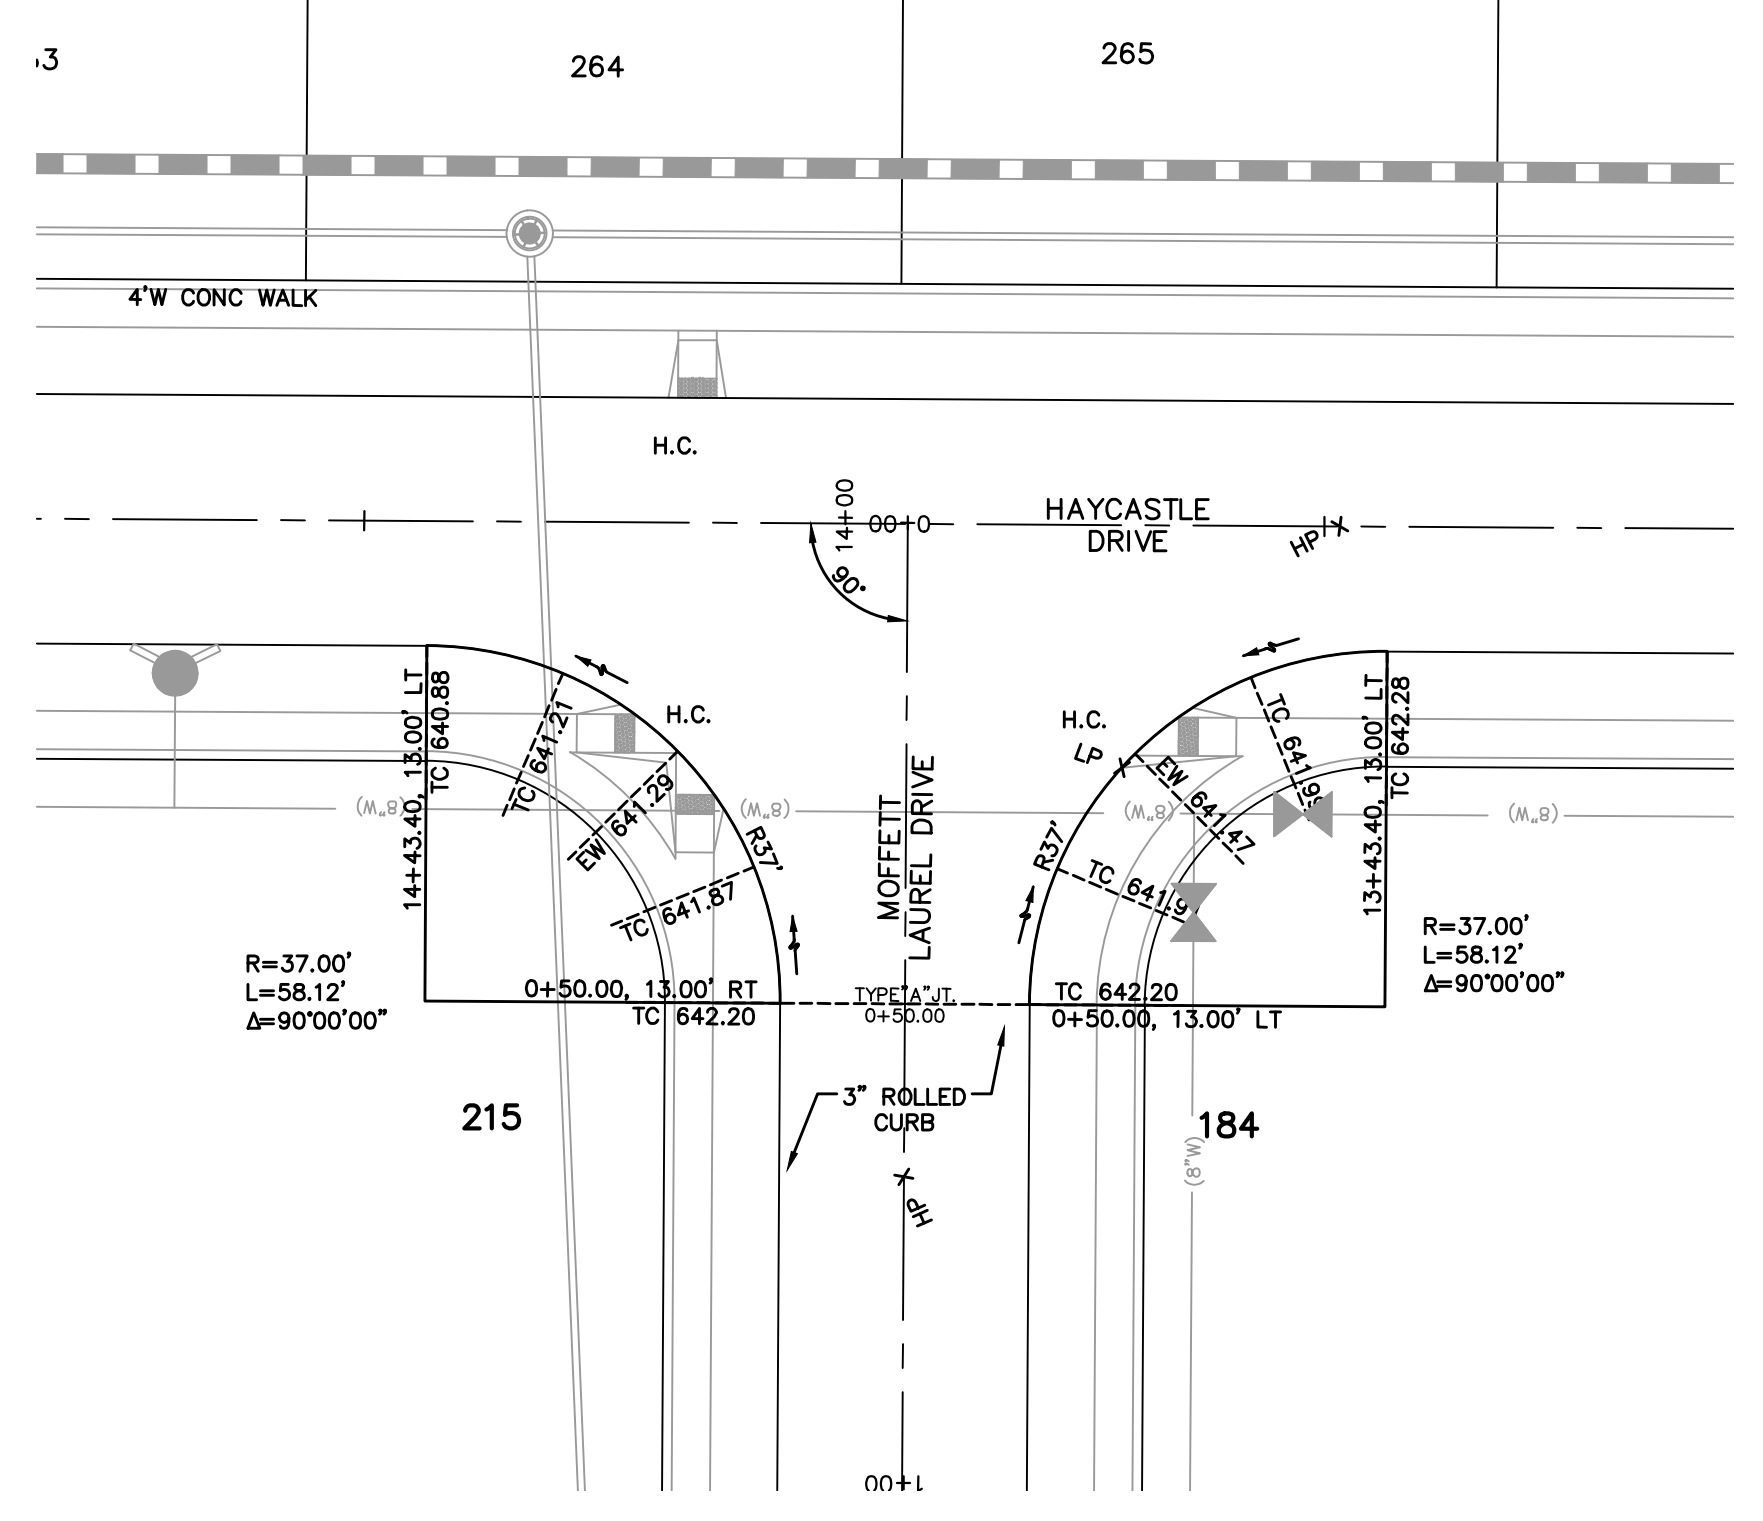 264
265
4'W CONC WALK
H.C.
14+00
0+00
HAYCASTLE
DRIVE
HP
90°
14+43.40, 13.00' LT
TC 640.88
TC 641.21
EW 641.29
TC 641.87
H.C.
R37'
(8"W)
(8"W)
MOFFETT
LAUREL DRIVE
H.C.
LP
R37'
(8"W)
EW 641.47
TC
13+43.40, 13.00' LT
TC 642.28
(8"W)
R=37.00'
L=58.12'
Δ=90°00'00"
R=37.00'
L=58.12'
Δ=90°00'00"
0+50.00, 13.00' RT
TC 642.20
TYPE"A"JT.
0+50.00
TC 642.20
0+50.00, 13.00' LT
3" ROLLED
CURB
215
184
(8"W)
HP
1+00